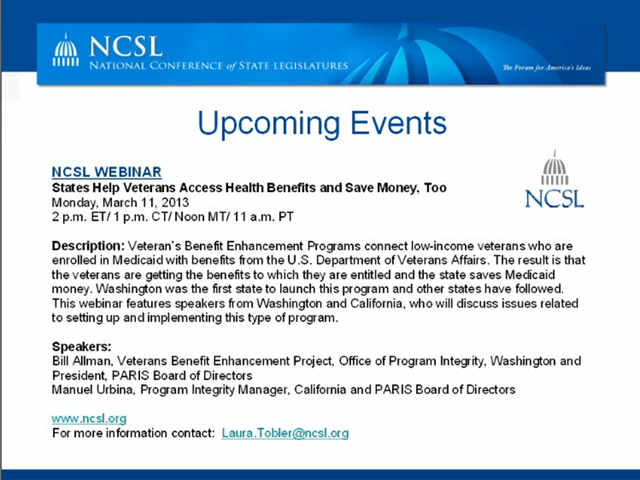 NCSL
NATIONAL CONFERENCE of STATE LEGISLATURES
The Forum for America's Ideas
Upcoming Events
NCSL WEBINAR
States Help Veterans Access Health Benefits and Save Money, Too
Monday, March 11, 2013
2 p.m. ET/ 1 p.m. CT/ Noon MT/ 11 a.m. PT
NCSL
Description: Veteran's Benefit Enhancement Programs connect low-income veterans who are
enrolled in Medicaid with benefits from the U.S. Department of Veterans Affairs. The result is that
the veterans are getting the benefits to which they are entitled and the state saves Medicaid
money. Washington was the first state to launch this program and other states have followed.
This webinar features speakers from Washington and California, who will discuss issues related
to setting up and implementing this type of program.
Speakers:
Bill Allman, Veterans Benefit Enhancement Project, Office of Program Integrity, Washington and
President, PARIS Board of Directors
Manuel Urbina, Program Integrity Manager, California and PARIS Board of Directors
www.ncsl.org
For more information contact: Laura.Tobler@ncsl.org